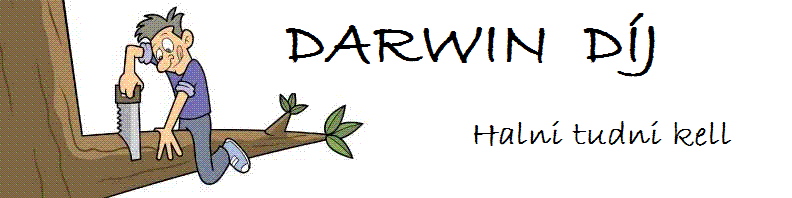 DARWIN DÍJ
Halni tudni kell